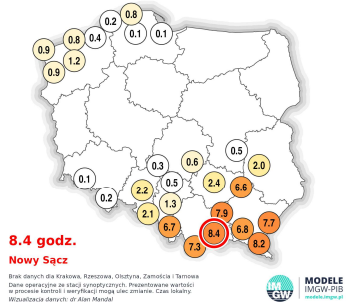 0.8
0.2
0.1
0.1
0.8
0.4
0.9
1.2
0.9
0.5
0.6
0.3
2.0
0.1
0.5
2.4
6.6
2.2
0.2
1.3
2.1
7.9
7.7
6.7
8.4
6.8
8.2
7.3
8.4 godz.
Nowy Sącz
Brak danych dla Krakowa, Rzeszowa, Olsztyna, Zamościa i Tarnowa
Dane operacyjne ze stacji synoptycznych. Prezentowane wartości
w procesie kontroli i weryfikacji mogą ulec zmianie. Czas lokalny.
Wizualizacja danych: dr Alan Mandal
IM
GW
MODELE
IMGW-PIB
modele.imgw.pl